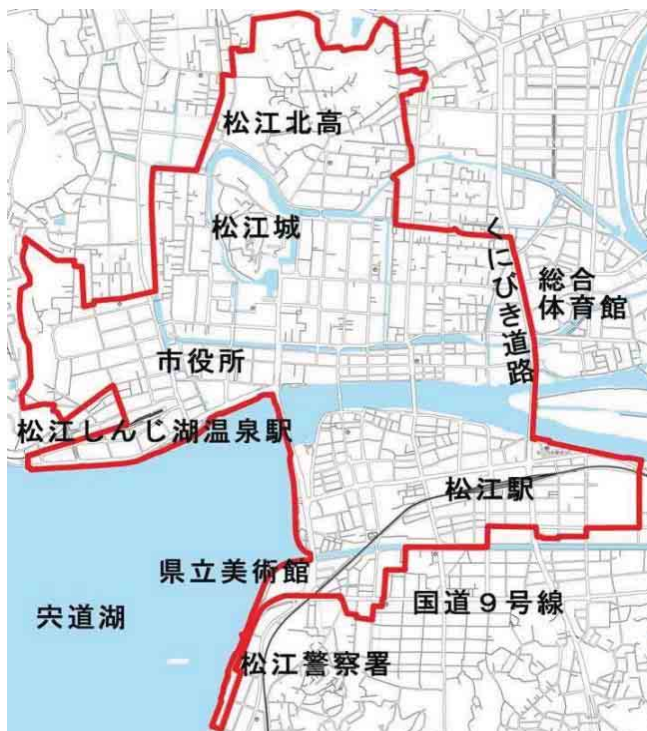 松江北高
松江城
くにびき道路
総合
体育館
市役所
松江しんじ湖温泉駅
松江駅
県立美術館
国道９号線
宍道湖
松江警察署